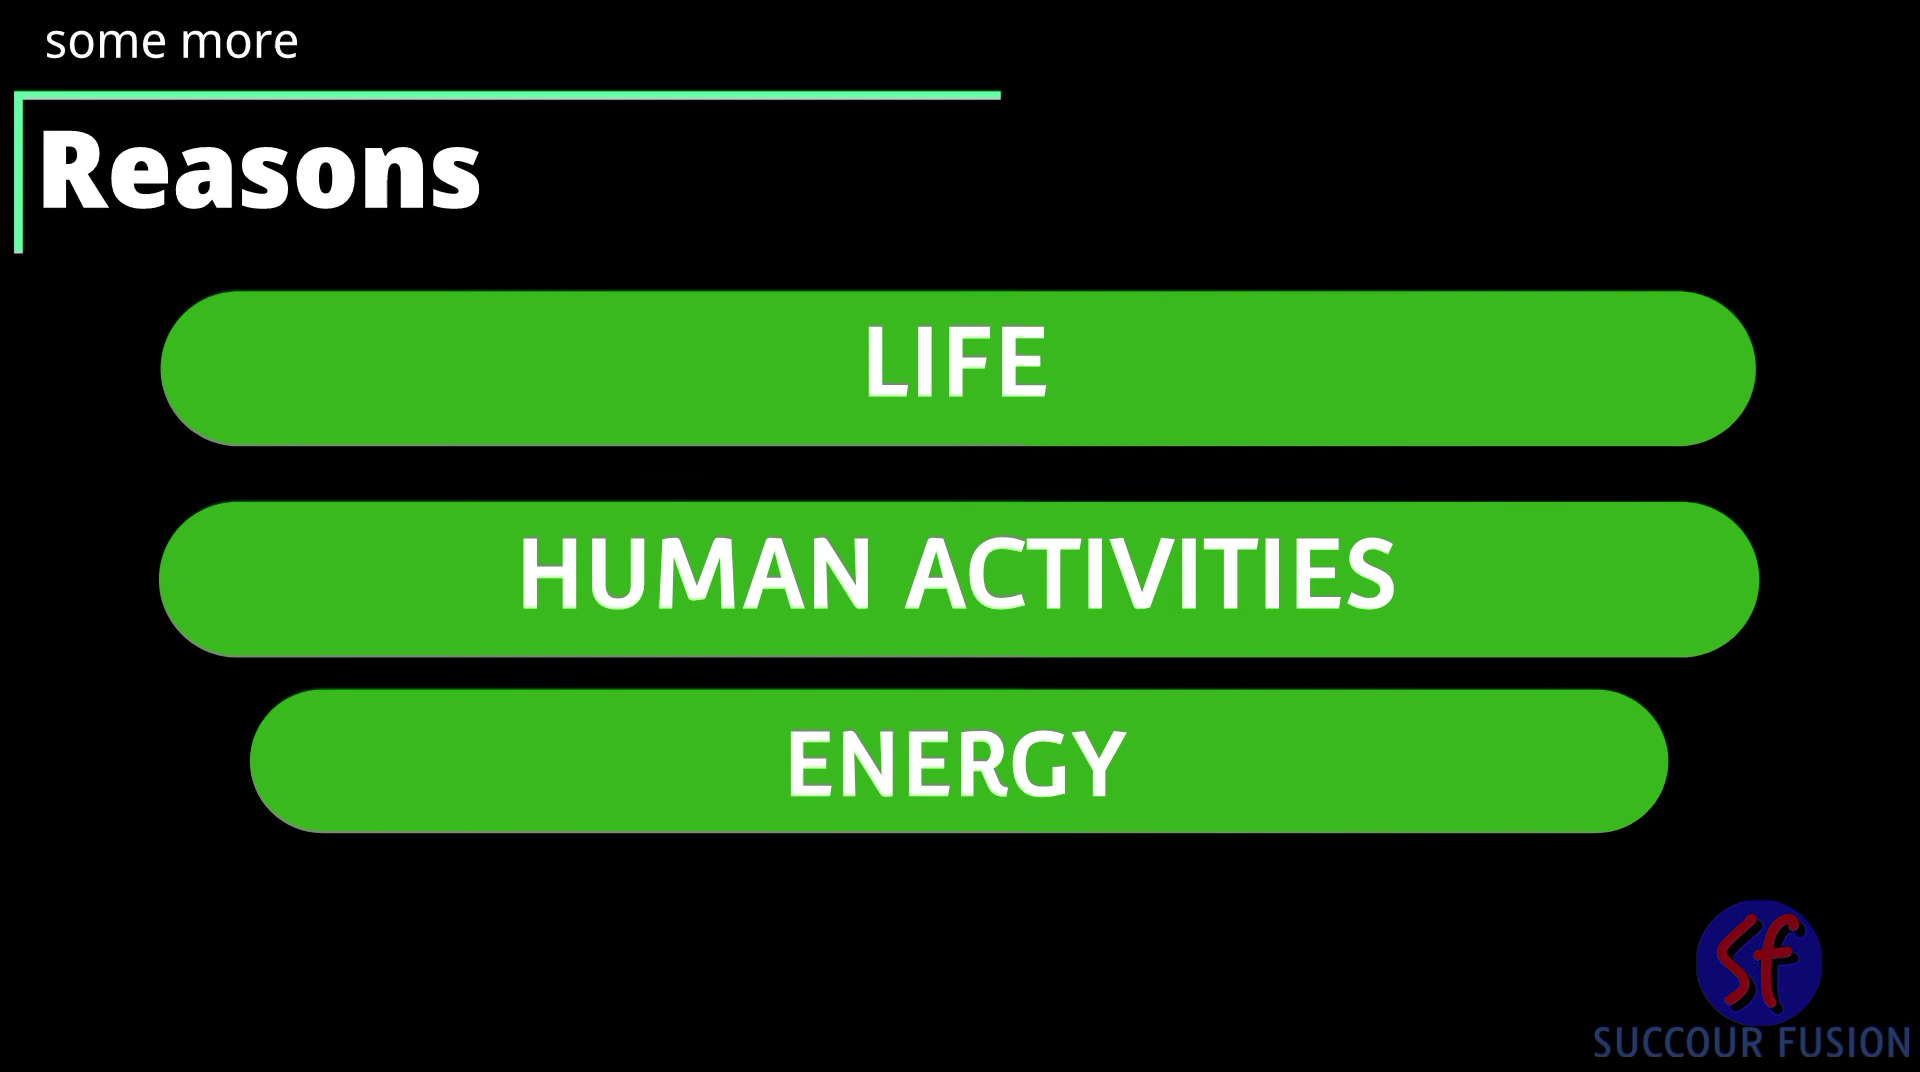 some more
Reasons
LIFE
HUMAN ACTIVITIES
ENERGY
Sf
SUCCOUR FUSION